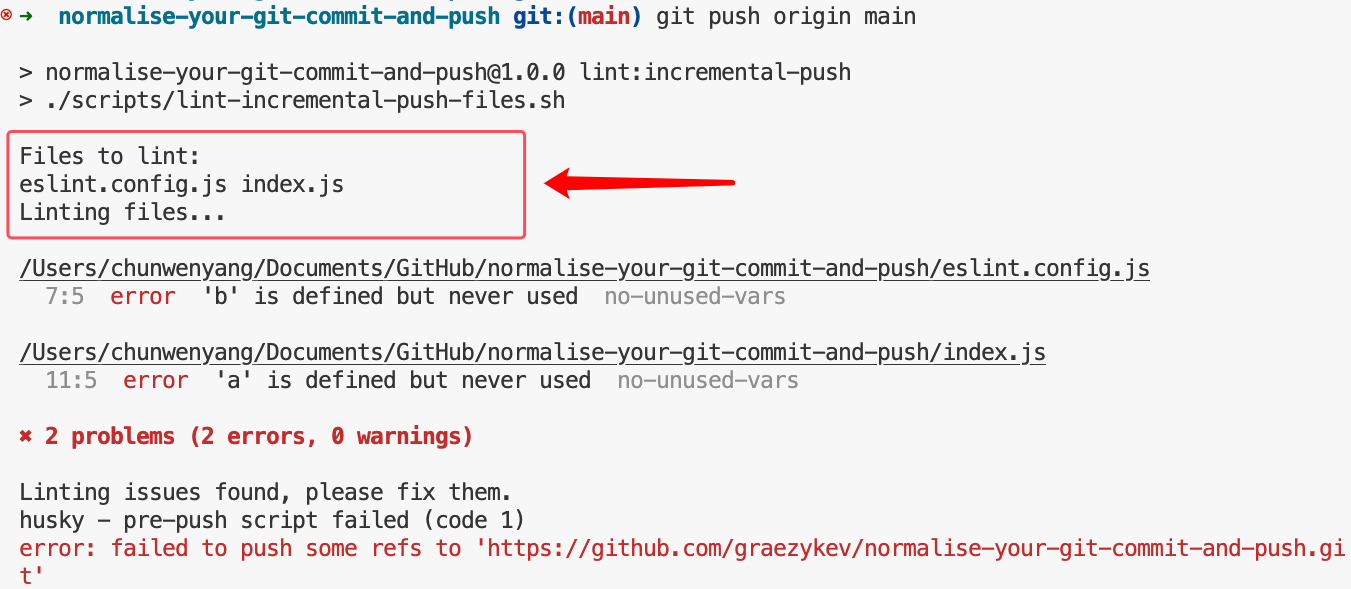 ➜ normalise-your-git-commit-and-push git:(main) git push origin main
> normalise-your-git-commit-and-push@1.0.0 lint:incremental-push
> ./scripts/lint-incremental-push-files.sh
Files to lint:
eslint.config.js index.js
Linting files...
/Users/chunwenyang/Documents/GitHub/normalise-your-git-commit-and-push/eslint.config.js
7:5 error 'b' is defined but never used no-unused-vars
/Users/chunwenyang/Documents/GitHub/normalise-your-git-commit-and-push/index.js
11:5 error 'a' is defined but never used no-unused-vars
✖ 2 problems (2 errors, 0 warnings)
Linting issues found, please fix them.
husky - pre-push script failed (code 1)
error: failed to push some refs to 'https://github.com/graezykev/normalise-your-git-commit-and-push.gi
t'